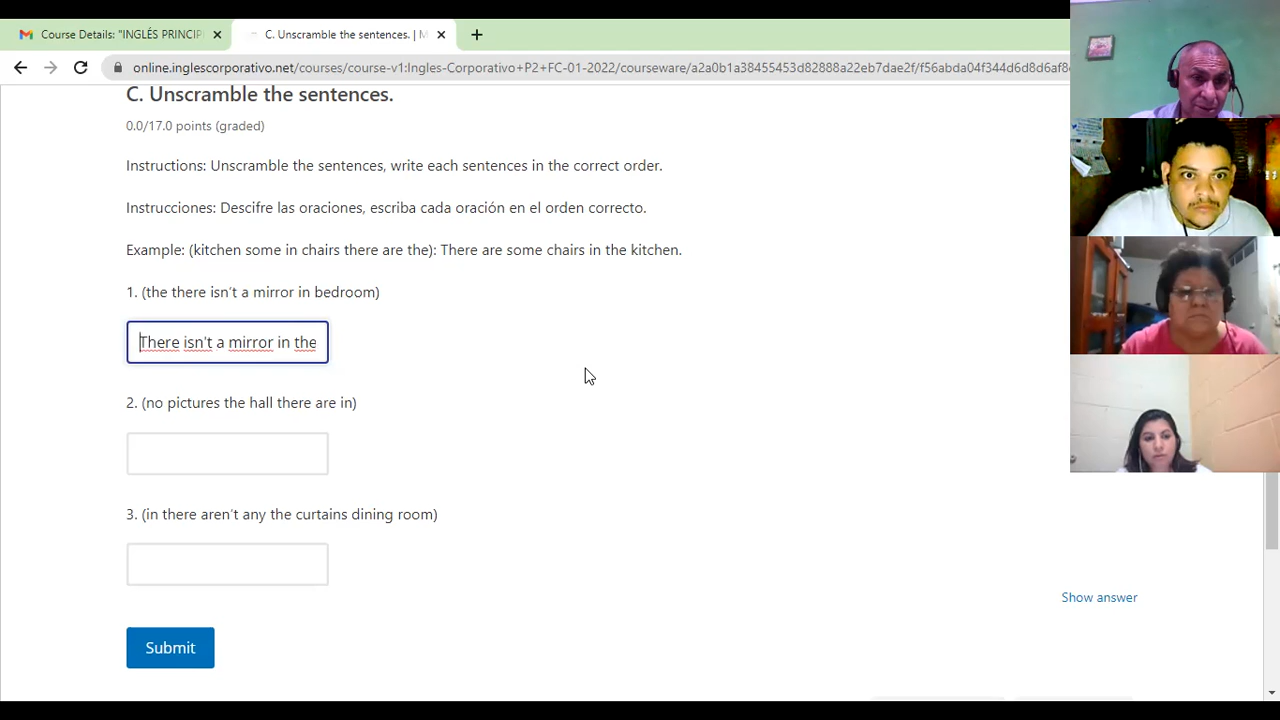 Course Details: "INGLÉS PRINCIP
C. Unscramble the sentences. | M
online.inglescorporativo.net/courses/course-v1:Ingles-Corporativo+P2+FC-01-2022/courseware/a2a0b1a38455453d82888a22eb7dae2f/f56abda04f344d6d8d6af8
C. Unscramble the sentences.
0.0/17.0 points (graded)
Instructions: Unscramble the sentences, write each sentences in the correct order.
Instrucciones: Descifre las oraciones, escriba cada oración en el orden correcto.
Example: (kitchen some in chairs there are the): There are some chairs in the kitchen.
1. (the there isn't a mirror in bedroom)
There isn't a mirror in the
2. (no pictures the hall there are in)
3. (in there aren't any the curtains dining room)
Show answer
Submit